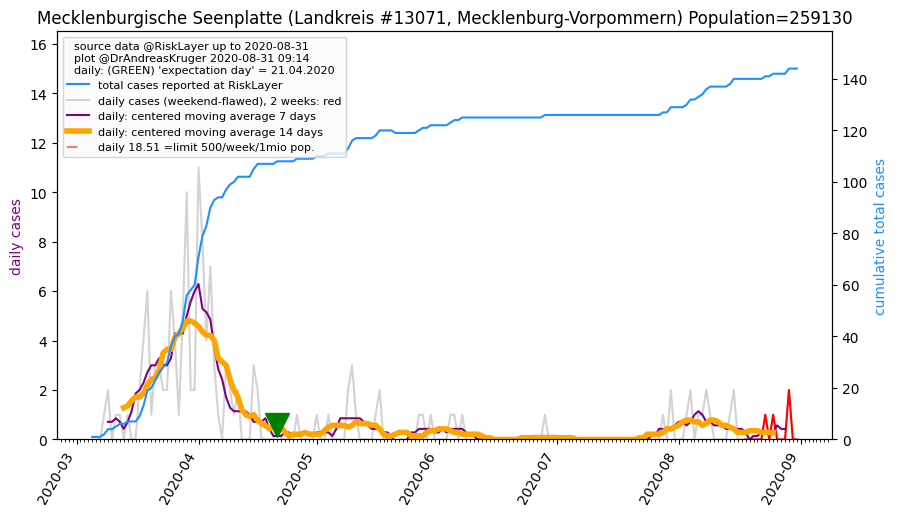 Mecklenburgische Seenplatte (Landkreis #13071, Mecklenburg-Vorpommern) Population=259130
source data @RiskLayer up to 2020-08-31
plot @DrAndreasKruger 2020-08-31 09:14
daily: (GREEN) 'expectation day' = 21.04.2020
total cases reported at RiskLayer
daily cases (weekend-flawed), 2 weeks: red
daily: centered moving average 7 days
daily: centered moving average 14 days
daily 18.51 =limit 500/week/1mio pop.
daily cases
16
14
12
10
8
6
4
2
0
140
120
100
80
60
40
20
0
cumulative total cases
2020-03
2020-04
2020-05
2020-06
2020-07
2020-08
2020-09